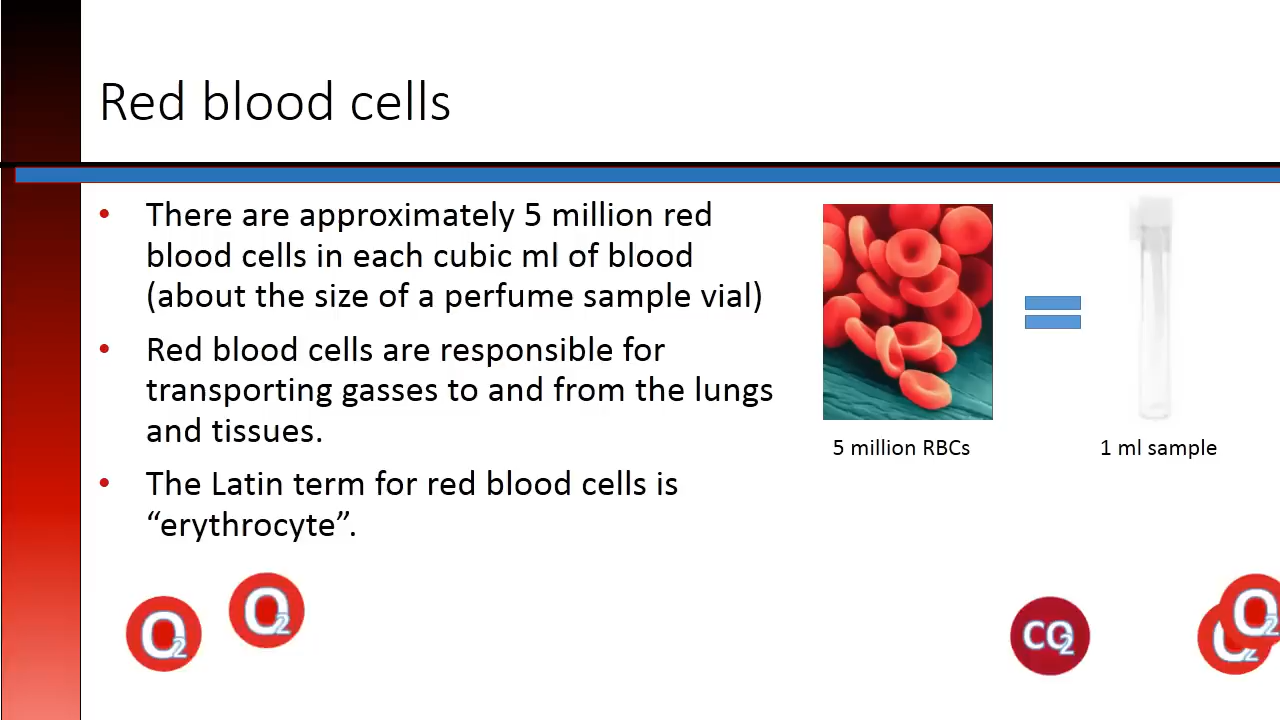 Red blood cells
• There are approximately 5 million red
blood cells in each cubic ml of blood
(about the size of a perfume sample vial)
• Red blood cells are responsible for
transporting gasses to and from the lungs
and tissues.
• The Latin term for red blood cells is
“erythrocyte”.
5 million RBCs
1 ml sample
O2
O2
CO2
O2
O2